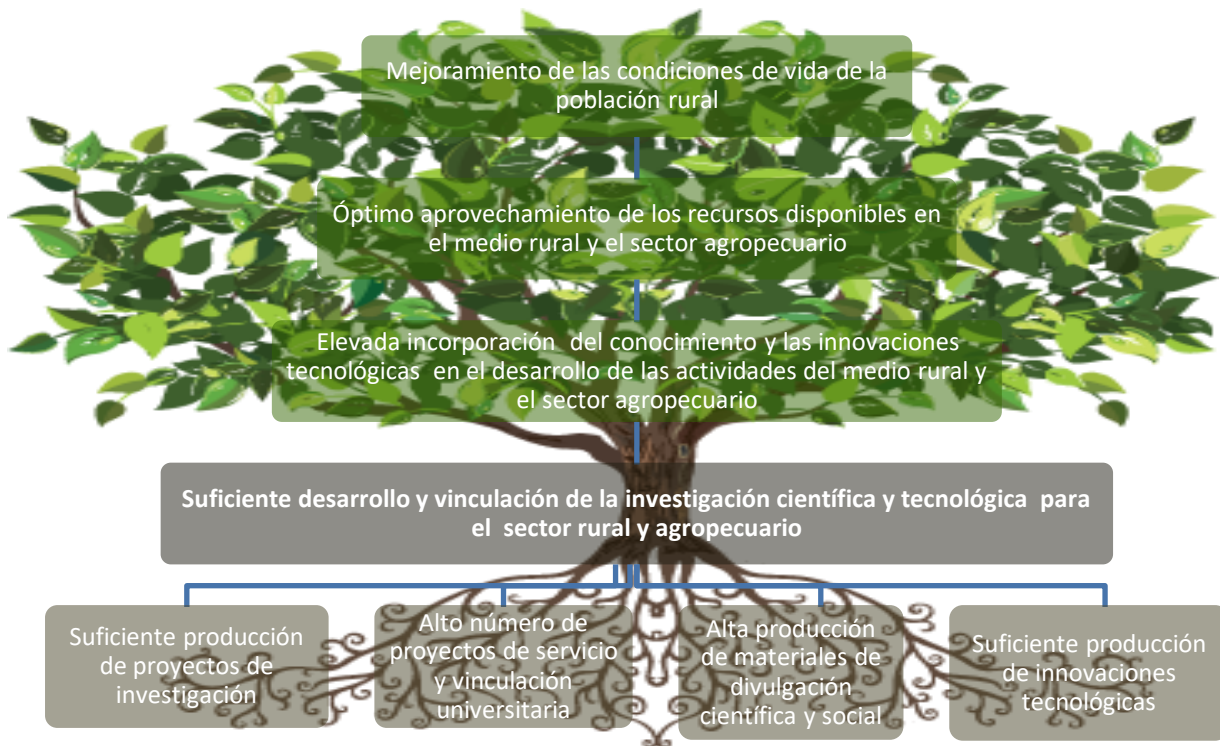 Mejoramiento de las condiciones de vida de la
población rural
Óptimo aprovechamiento de los recursos disponibles en
el medio rural y el sector agropecuario
Elevada incorporación del conocimiento y las innovaciones
tecnológicas en el desarrollo de las actividades del medio rural y
el sector agropecuario
Suficiente desarrollo y vinculación de la investigación científica y tecnológica para
el sector rural y agropecuario
Suficiente producción
de proyectos de
investigación
Alto número de
proyectos de servicio
y vinculación
universitaria
Alta producción
de materiales de
divulgación
científica y social
Suficiente producción
de innovaciones
tecnológicas